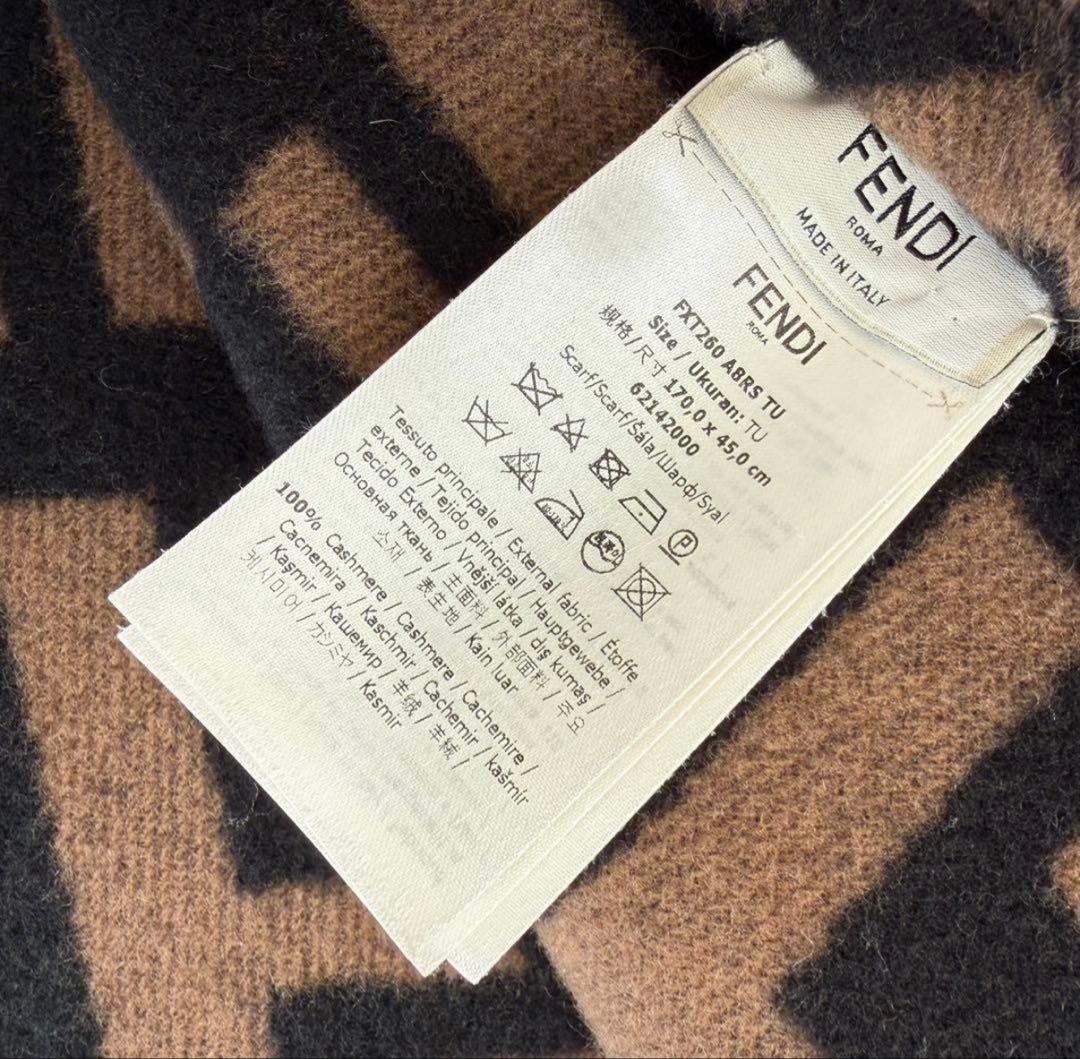 FENDI
ROMA
MADE IN ITALY
FENDI
ROMA
FXT260 A8RS TU
Size / Ukuran: TU
规格/尺寸 170,0 x 45,0 cm
62142000
Scarf/Scarf/Šála/Шарф/Syal
P
Tessuto principale / External fabric / Étoffe
externe / Tejido principal / Hauptgewebe /
Tecido Externo / Vnější látka / dış kumaş /
Основная ткань / 主面料 / 外部面料 / 주요
소재 / 表生地 / Kain luar
100% Cashmere / Cashmere / Cachemire /
Cachemira / Kaschmir / Cachemir / kašmír
/ Kaşmir / Кашемир / 羊绒 / 羊絨 /
캐시미어 / カシミヤ / Kasmir